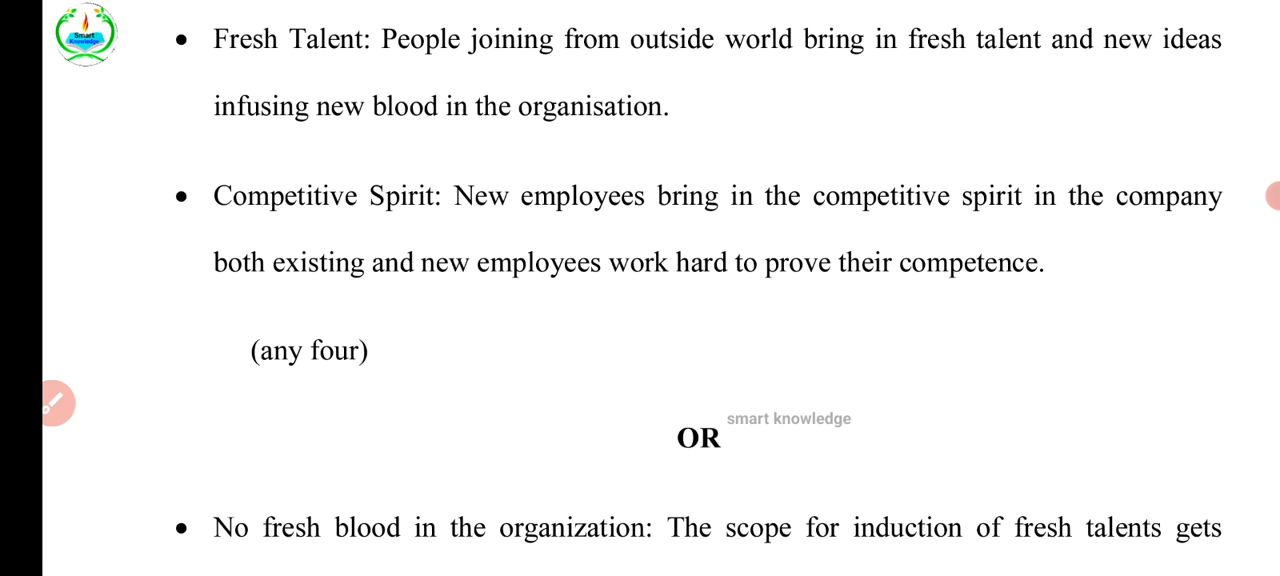 Smart
Knowledge
• Fresh Talent: People joining from outside world bring in fresh talent and new ideas
infusing new blood in the organisation.
• Competitive Spirit: New employees bring in the competitive spirit in the company
both existing and new employees work hard to prove their competence.
(any four)
smart knowledge
OR
• No fresh blood in the organization: The scope for induction of fresh talents gets